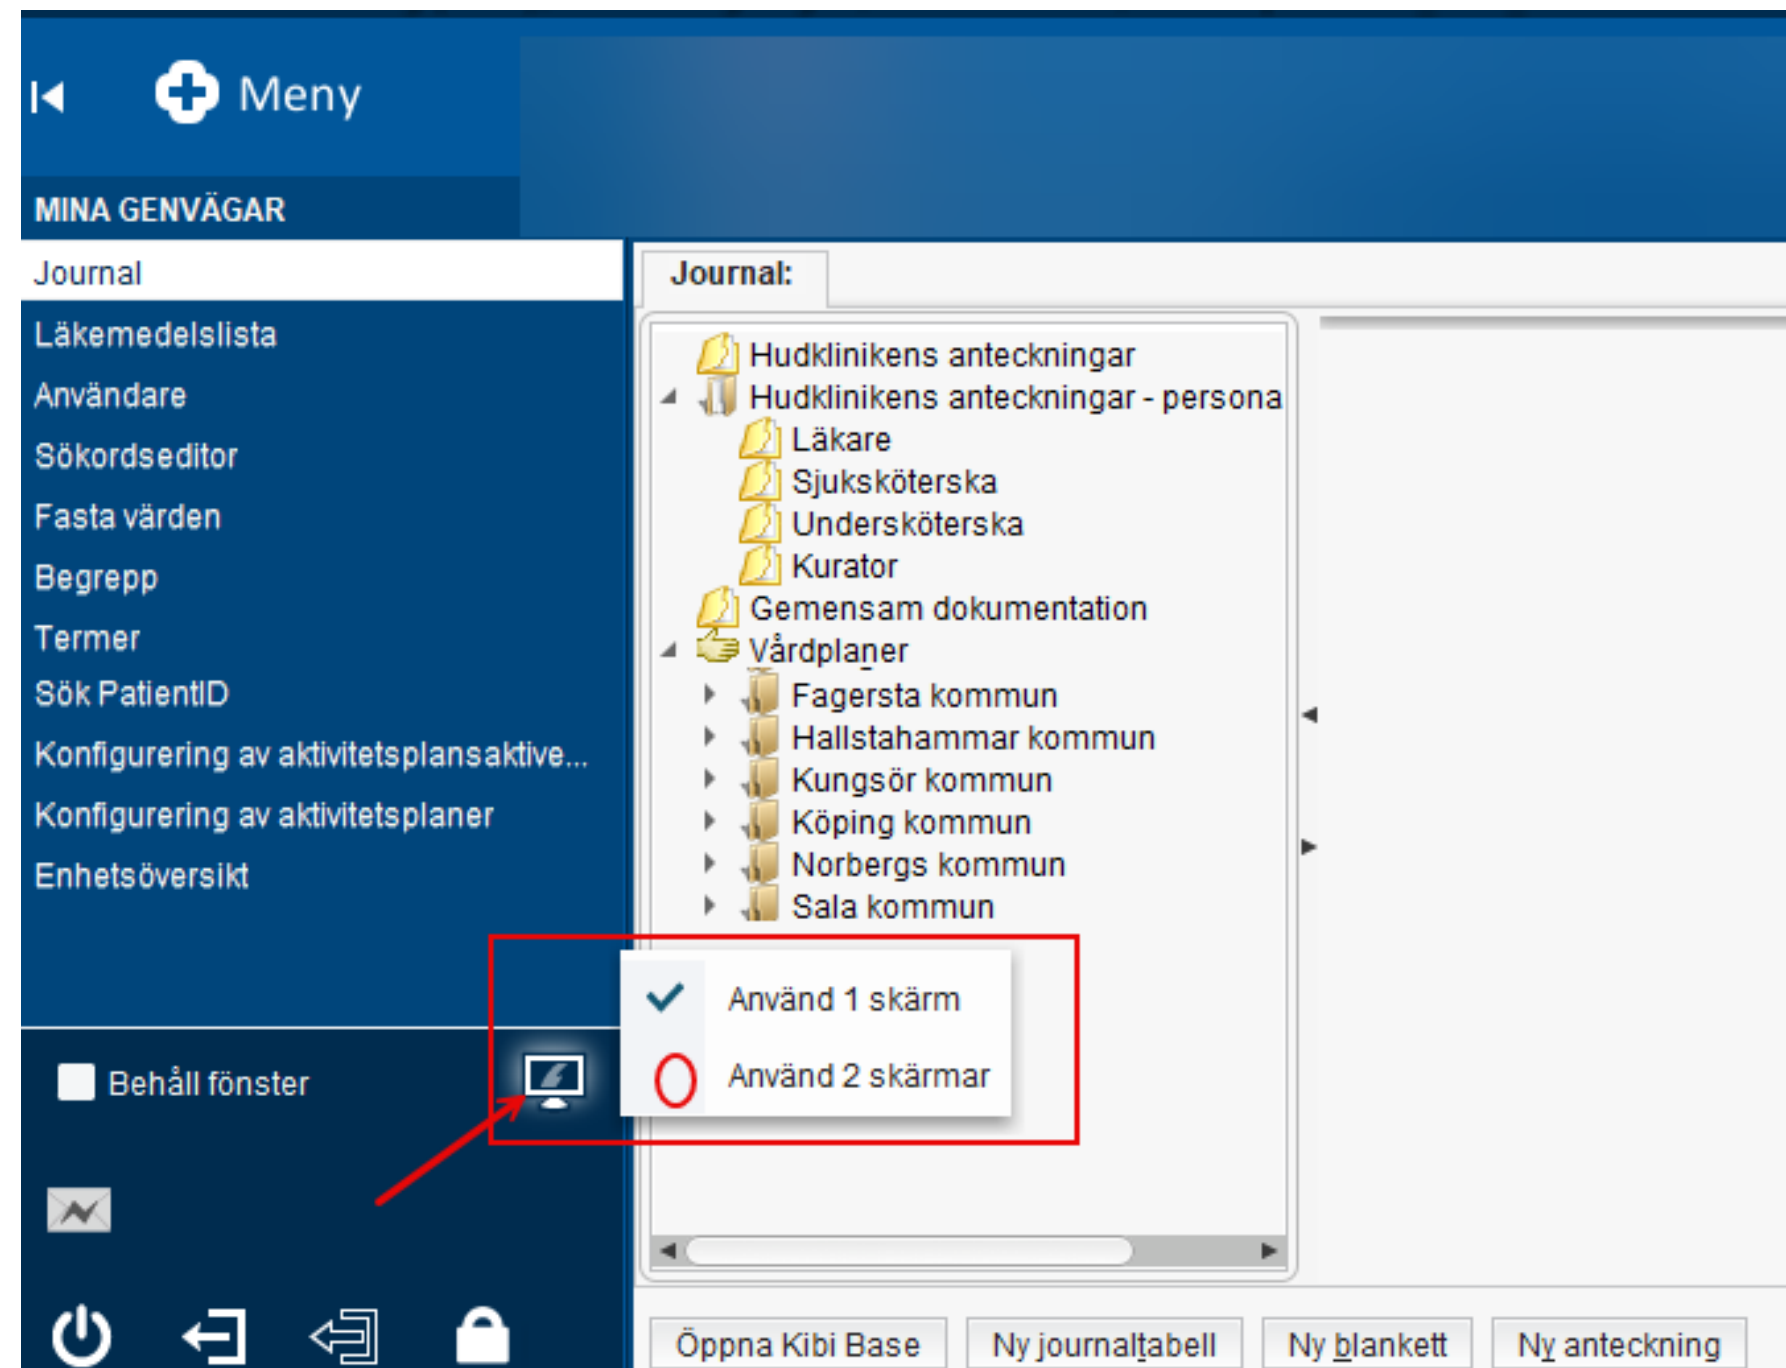 Meny
MINA GENVÄGAR
Journal
Läkemedelslista
Användare
Sökordseditor
Fasta värden
Begrepp
Termer
Sök PatientID
Konfigurering av aktivitetsplansaktive...
Konfigurering av aktivitetsplaner
Enhetsöversikt
Behåll fönster
Journal:
Hudklinikens anteckningar
Hudklinikens anteckningar - persona
Läkare
Sjuksköterska
Undersköterska
Kurator
Gemensam dokumentation
Vårdplaner
Fagersta kommun
Hallstahammar kommun
Kungsör kommun
Köping kommun
Norbergs kommun
Sala kommun
Använd 1 skärm
Använd 2 skärmar
Öppna Kibi Base
Ny journaltabell
Ny blankett
Ny anteckning